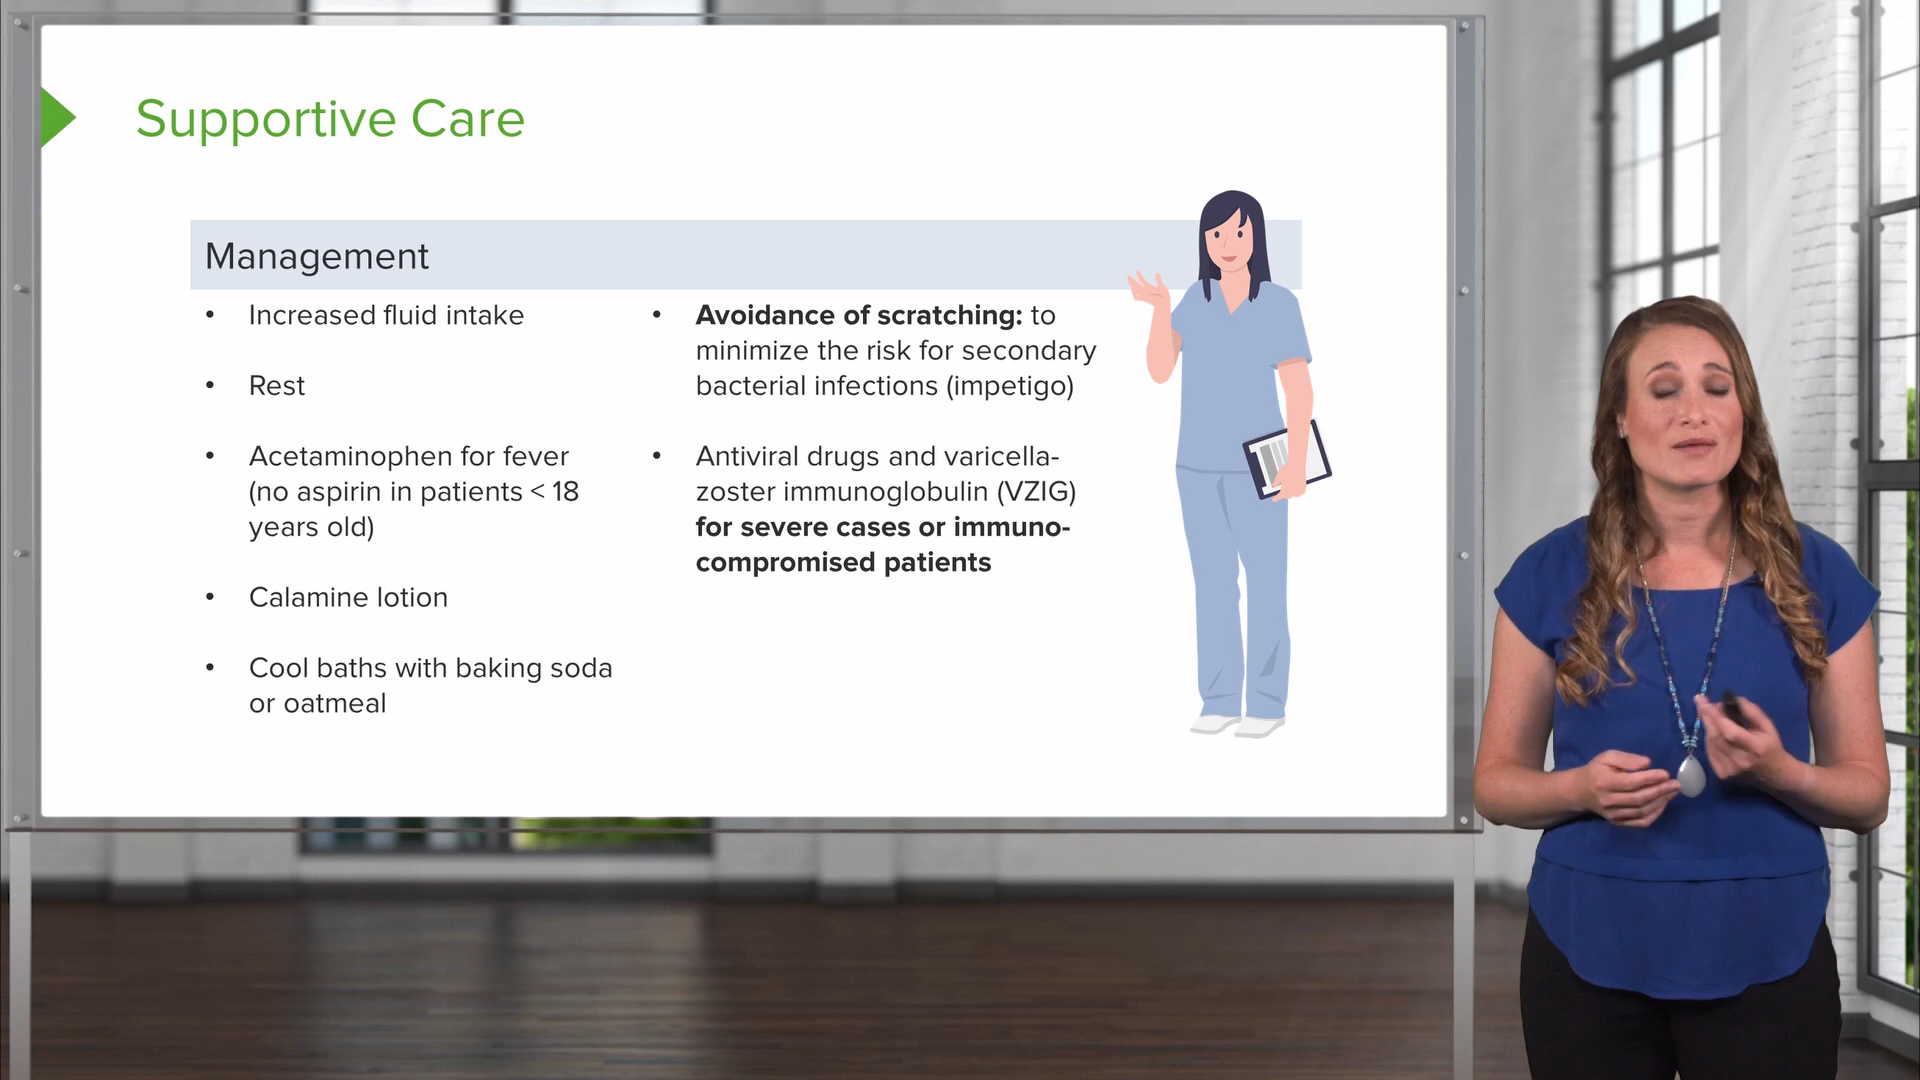 Supportive Care
Management
• Increased fluid intake
• Rest
• Acetaminophen for fever
(no aspirin in patients < 18
years old)
• Calamine lotion
• Cool baths with baking soda
or oatmeal
• Avoidance of scratching: to
minimize the risk for secondary
bacterial infections (impetigo)
• Antiviral drugs and varicella-
zoster immunoglobulin (VZIG)
for severe cases or immuno-
compromised patients